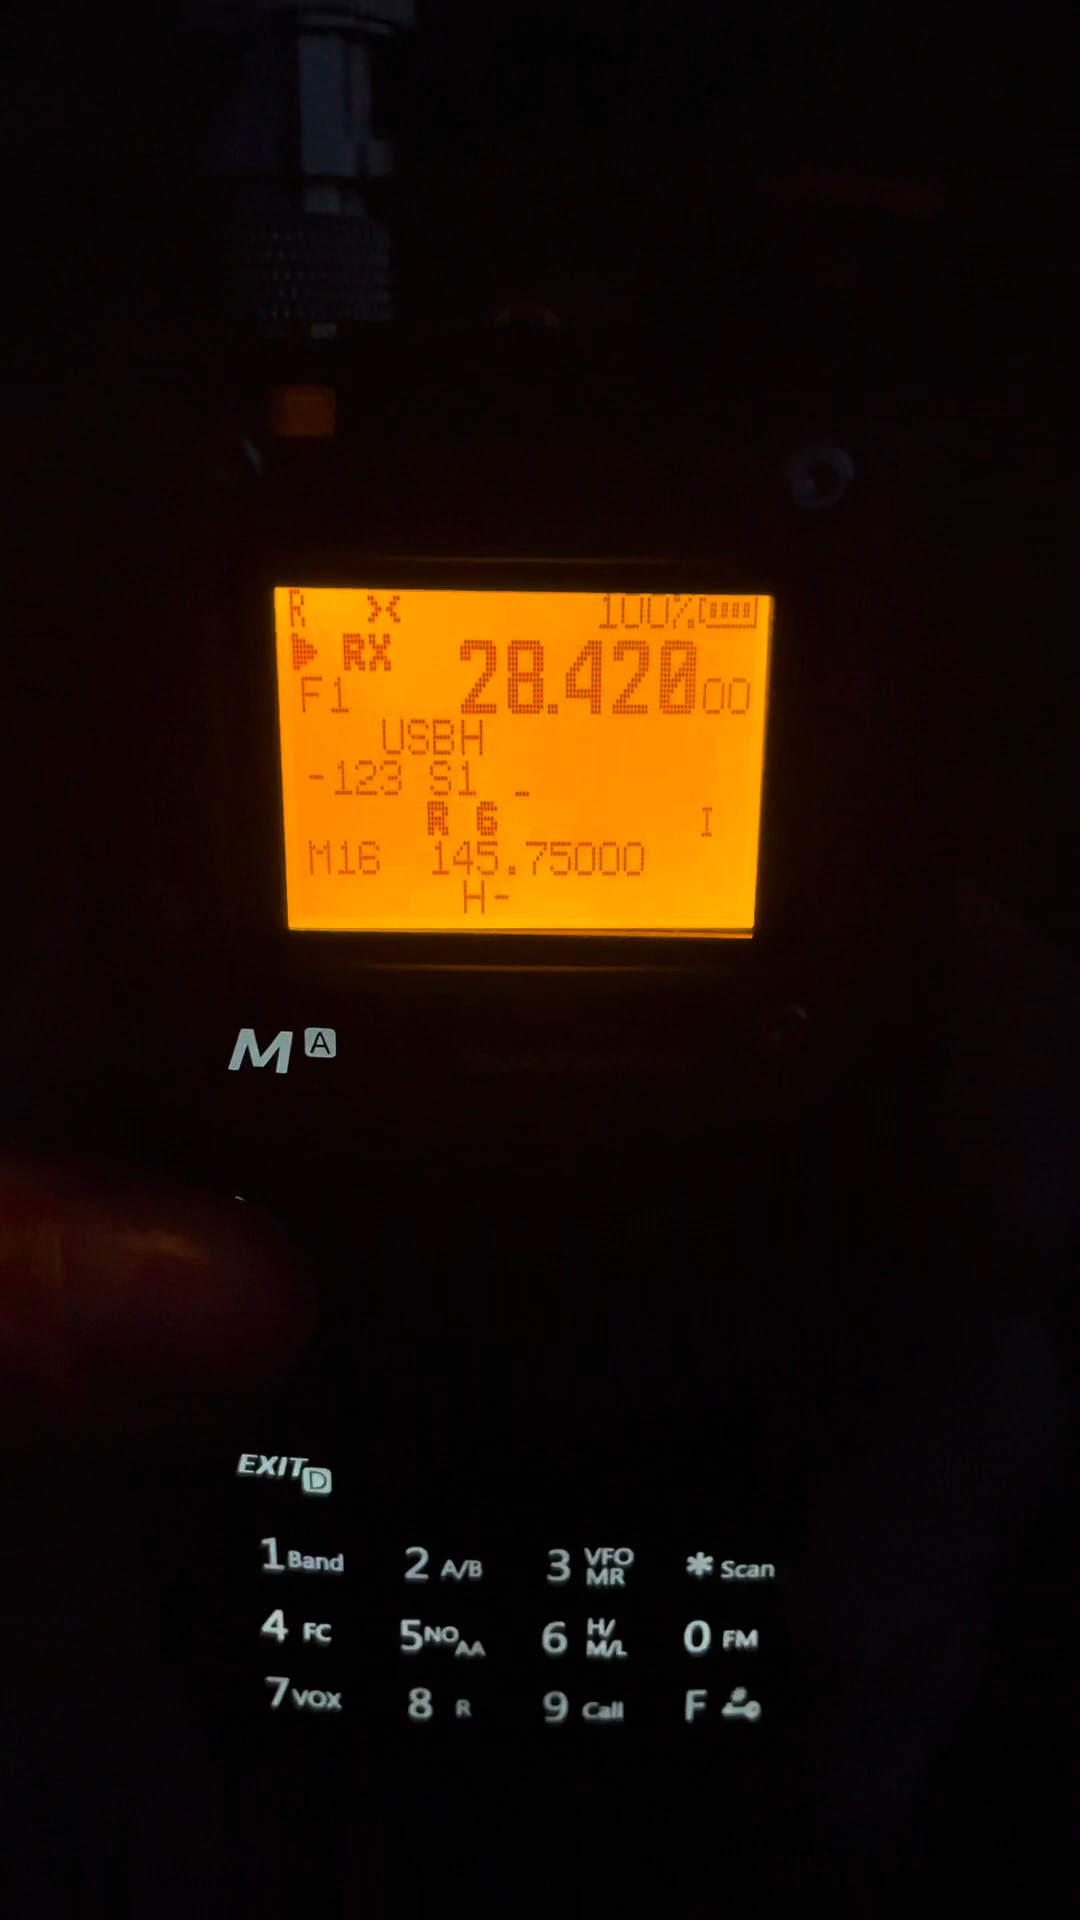 R 100%
RX 28.42000
F1
USBH
-123 S1 _
R 6 I
M16 145.75000
H-
M A
EXIT D
1 Band 2 A/B 3 VFO MR * Scan
4 FC 5 NO AA 6 H/M/L 0 FM
7 VOX 8 R 9 Call F